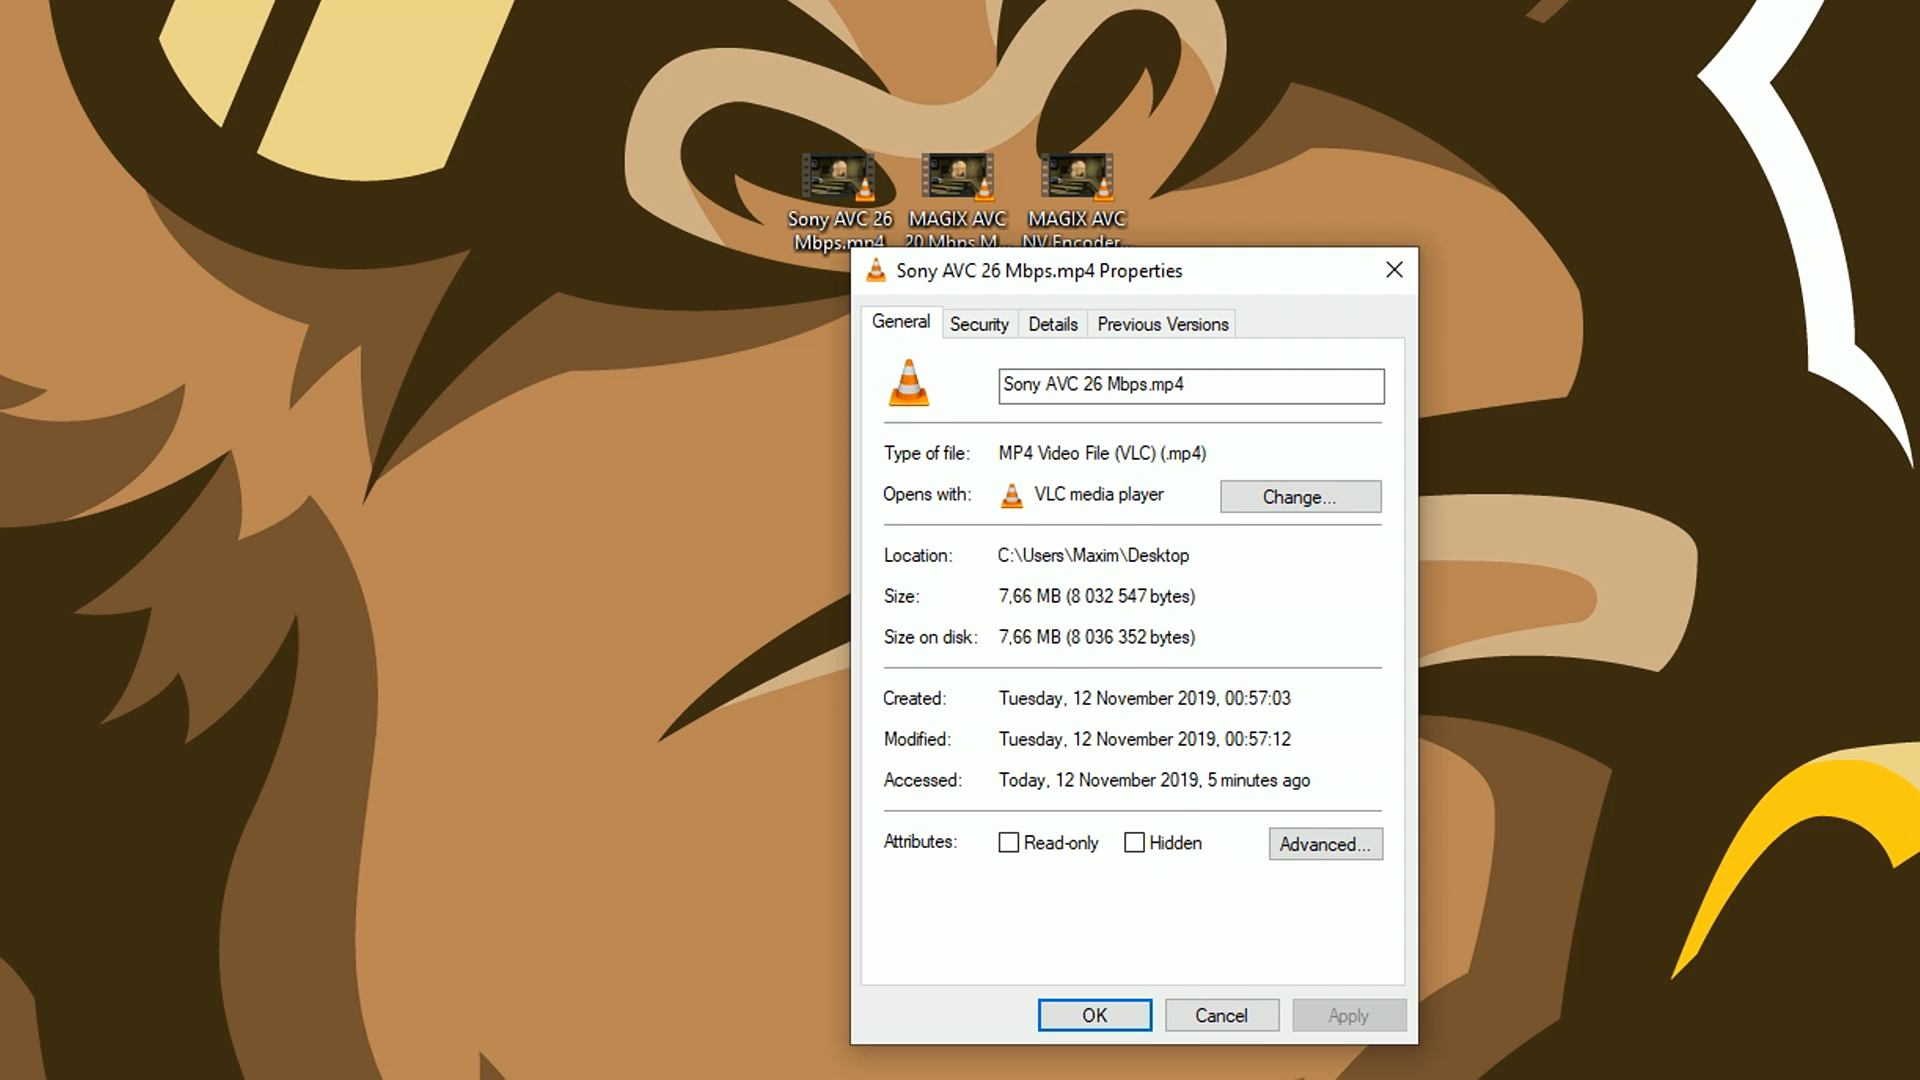 Sony AVC 26
Mbps.mp4
MAGIX AVC
20 Mbps M...
MAGIX AVC
NV Encoder...
Sony AVC 26 Mbps.mp4 Properties
General
Security
Details
Previous Versions
Sony AVC 26 Mbps.mp4
Type of file: MP4 Video File (VLC) (.mp4)
Opens with: VLC media player
Change...
Location: C:\Users\Maxim\Desktop
Size: 7,66 MB (8 032 547 bytes)
Size on disk: 7,66 MB (8 036 352 bytes)
Created: Tuesday, 12 November 2019, 00:57:03
Modified: Tuesday, 12 November 2019, 00:57:12
Accessed: Today, 12 November 2019, 5 minutes ago
Attributes: Read-only Hidden
Advanced...
OK
Cancel
Apply